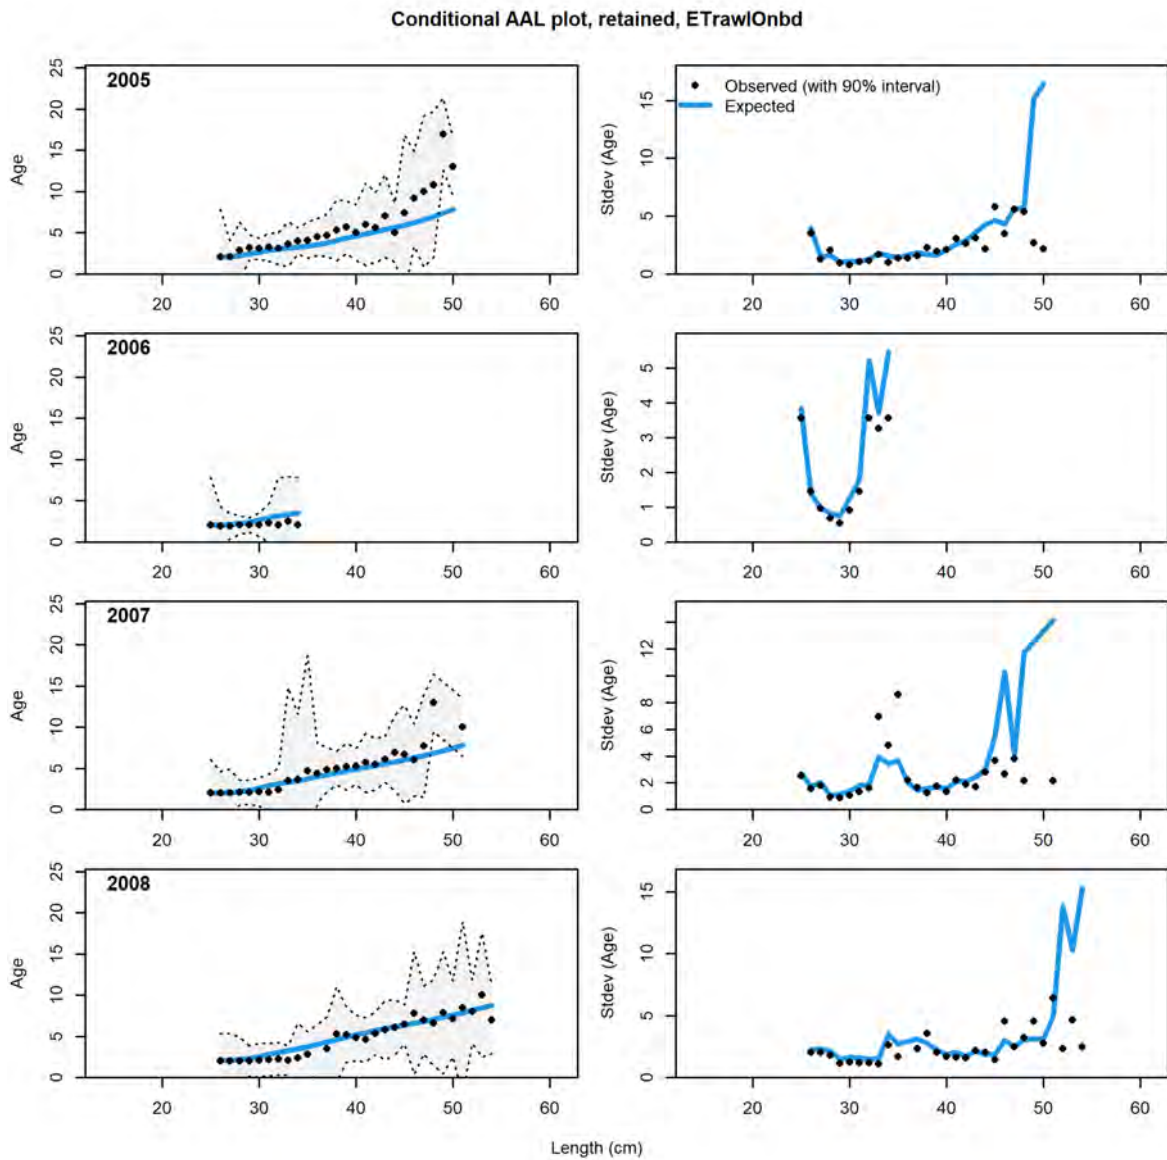 Conditional AAL plot, retained, ETrawlOnbd
2005
Age
0 5 10 15 20 25
20 30 40 50 60
Observed (with 90% interval)
Expected
Stdev (Age)
0 5 10 15
20 30 40 50 60
2006
Age
0 5 10 15 20 25
20 30 40 50 60
Stdev (Age)
0 1 2 3 4 5
20 30 40 50 60
2007
Age
0 5 10 15 20 25
20 30 40 50 60
Stdev (Age)
0 2 4 6 8 12
20 30 40 50 60
2008
Age
0 5 10 15 20 25
20 30 40 50 60
Stdev (Age)
0 5 10 15
20 30 40 50 60
Length (cm)